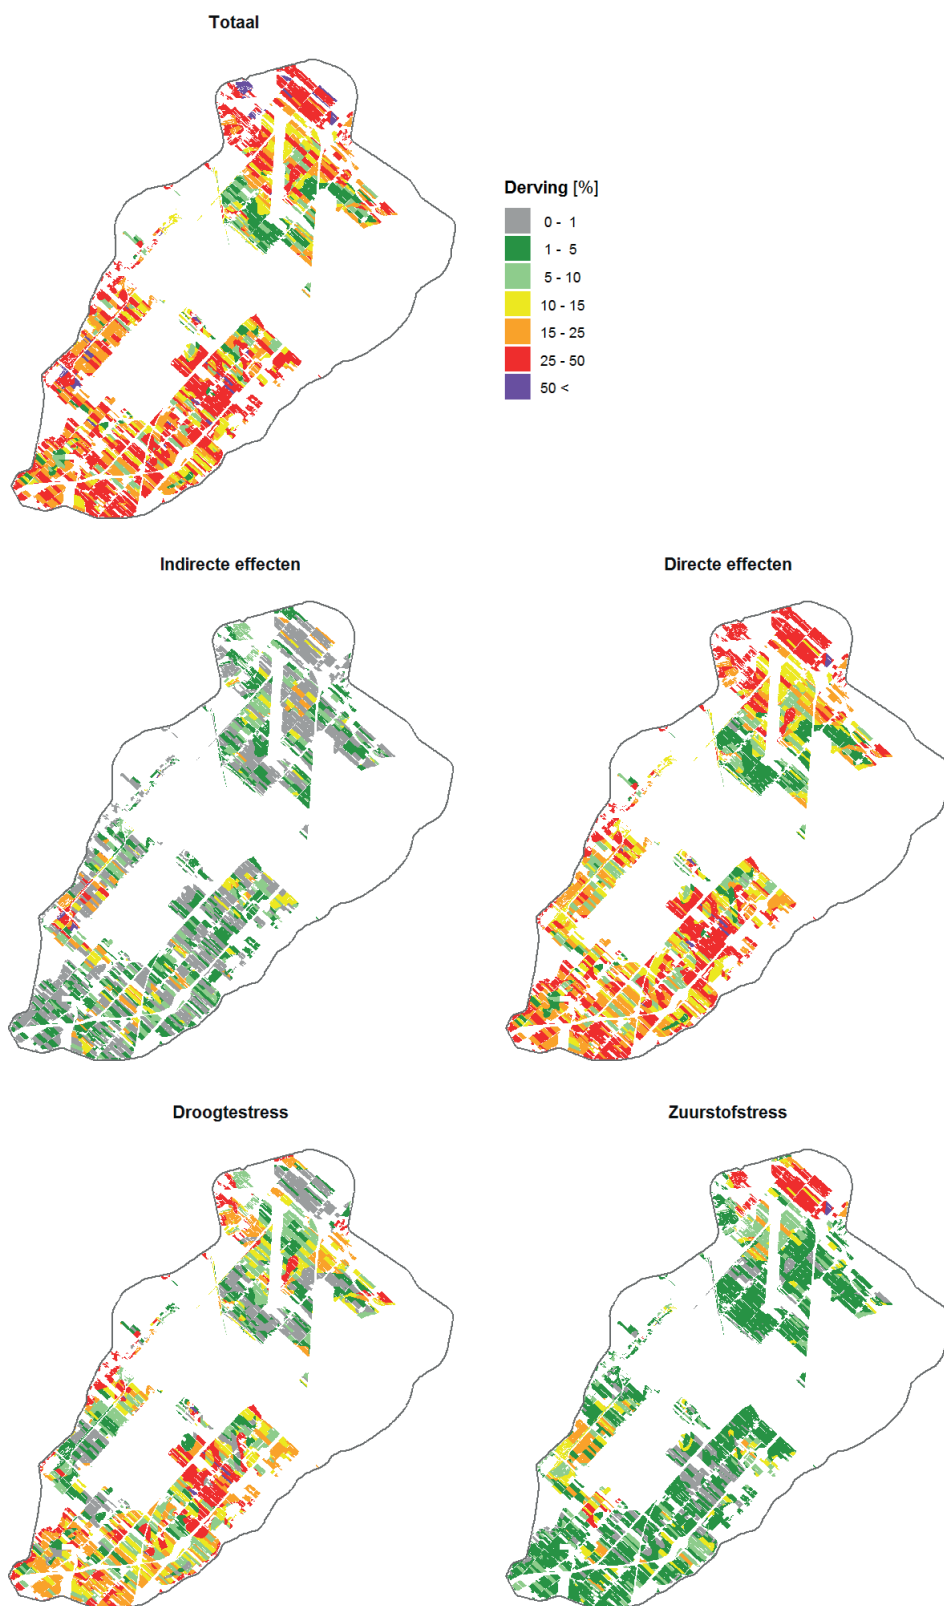 Totaal
Derving [%]
0 - 1
1 - 5
5 - 10
10 - 15
15 - 25
25 - 50
50 <
Indirecte effecten
Directe effecten
Droogtestress
Zuurstofstress